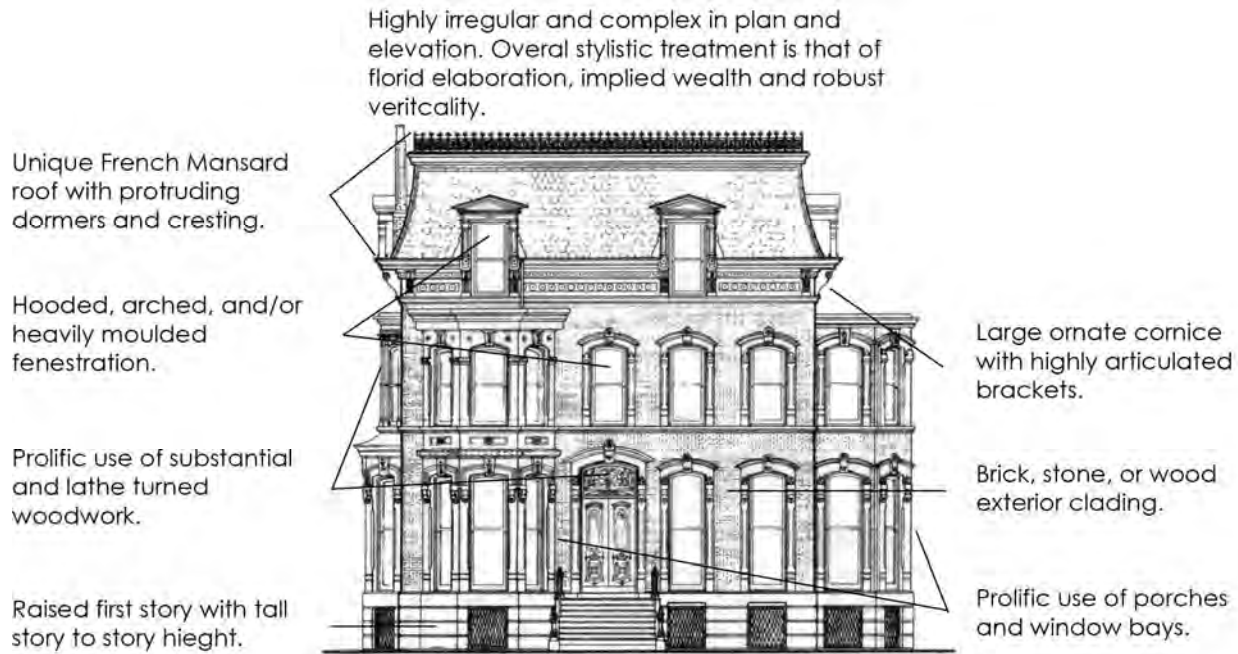 Highly irregular and complex in plan and
elevation. Overal stylistic treatment is that of
florid elaboration, implied wealth and robust
veritcality.
Unique French Mansard
roof with protruding
dormers and cresting.
Hooded, arched, and/or
heavily moulded
fenestration.
Prolific use of substantial
and lathe turned
woodwork.
Raised first story with tall
story to story hieght.
Large ornate cornice
with highly articulated
brackets.
Brick, stone, or wood
exterior clading.
Prolific use of porches
and window bays.